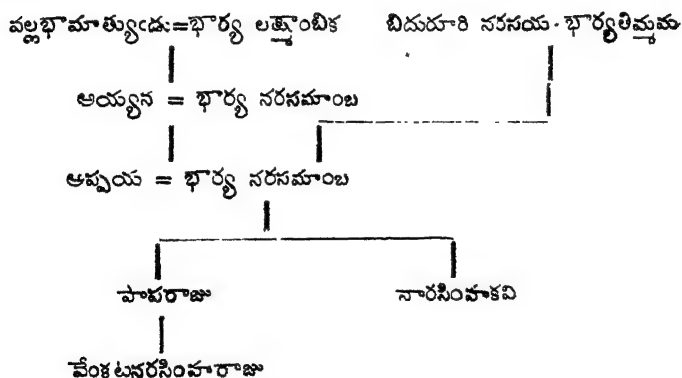 వల్లభామాత్యుఁడు=భార్య లక్ష్మాంబిక బిదురూరి నరసయ-భార్యతిమ్మమ
అయ్యన = భార్య నరసమాంబ
అప్పయ = భార్య నరసమాంబ
పాపరాజు నారసింహకవి
వేంకటనరసింహరాజు